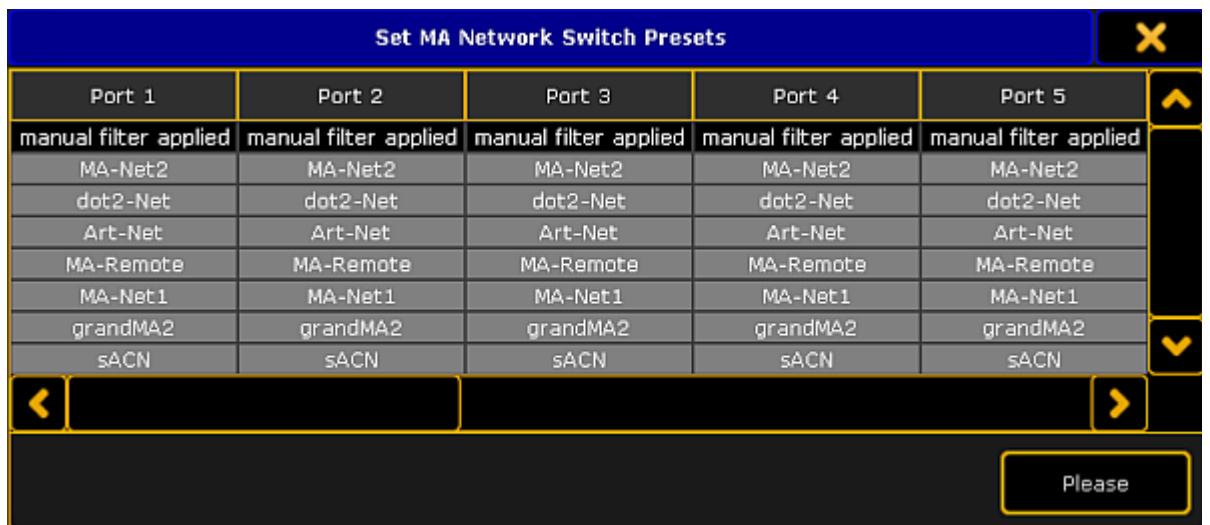 Set MA Network Switch Presets
Port 1 Port 2 Port 3 Port 4 Port 5
manual filter applied manual filter applied manual filter applied manual filter applied manual filter applied
MA-Net2 MA-Net2 MA-Net2 MA-Net2 MA-Net2
dot2-Net dot2-Net dot2-Net dot2-Net dot2-Net
Art-Net Art-Net Art-Net Art-Net Art-Net
MA-Remote MA-Remote MA-Remote MA-Remote MA-Remote
MA-Net1 MA-Net1 MA-Net1 MA-Net1 MA-Net1
grandMA2 grandMA2 grandMA2 grandMA2 grandMA2
sACN sACN sACN sACN sACN
Please